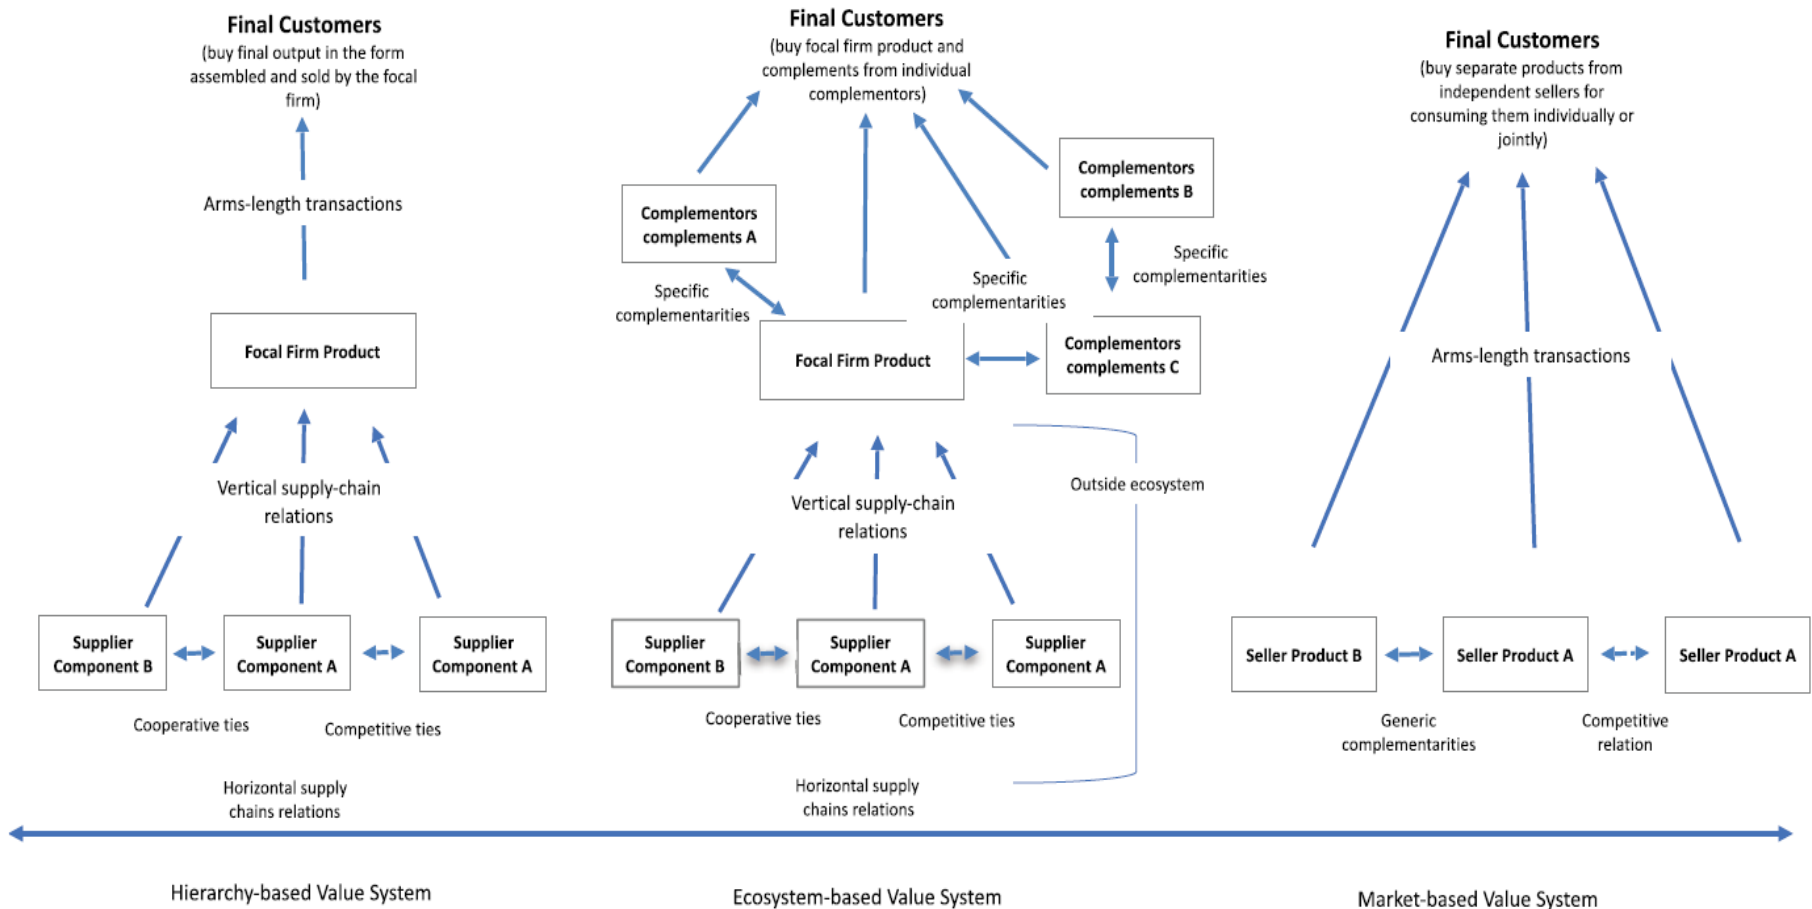 Final Customers
(buy final output in the form
assembled and sold by the focal
firm)
Arms-length transactions
Focal Firm Product
Vertical supply-chain
relations
Supplier
Component B
Supplier
Component A
Supplier
Component A
Cooperative ties
Competitive ties
Horizontal supply
chains relations
Hierarchy-based Value System
Final Customers
(buy focal firm product and
complements from individual
complementors)
Complementors
complements A
Complementors
complements B
Specific
complementarities
Specific
complementarities
Specific
complementarities
Focal Firm Product
Complementors
complements C
Outside ecosystem
Vertical supply-chain
relations
Supplier
Component B
Supplier
Component A
Supplier
Component A
Cooperative ties
Competitive ties
Horizontal supply
chains relations
Ecosystem-based Value System
Final Customers
(buy separate products from
independent sellers for
consuming them individually or
jointly)
Arms-length transactions
Seller Product B
Seller Product A
Seller Product A
Generic
complementarities
Competitive
relation
Market-based Value System